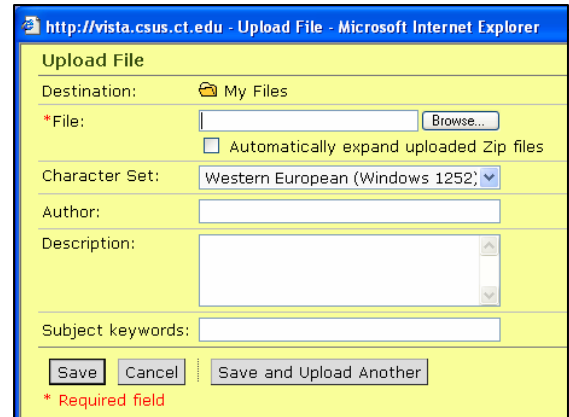 http://vista.csus.ct.edu - Upload File - Microsoft Internet Explorer
Upload File
Destination: My Files
*File: Browse...
Automatically expand uploaded Zip files
Character Set: Western European (Windows 1252)
Author:
Description:
Subject keywords:
Save Cancel Save and Upload Another
* Required field